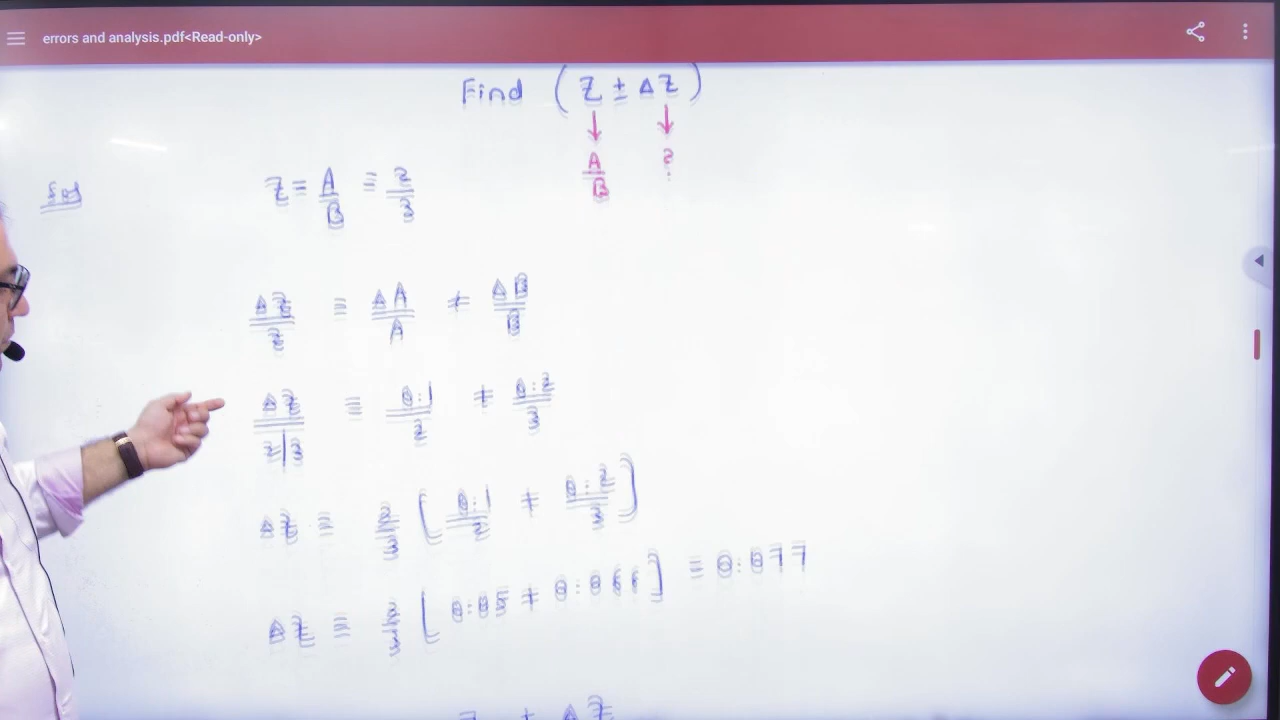 errors and analysis.pdf<Read-only>
Find (Z ± ΔZ)
↓ ↓
A/B ?
Sol
Z = A/B = 2/3
ΔZ/Z = ΔA/A + ΔB/B
ΔZ/2/3 = 0.1/2 + 0.2/3
ΔZ = 2/3 [0.1/2 + 0.2/3]
ΔZ = 2/3 [0.05 + 0.066] = 0.077
Z + ΔZ